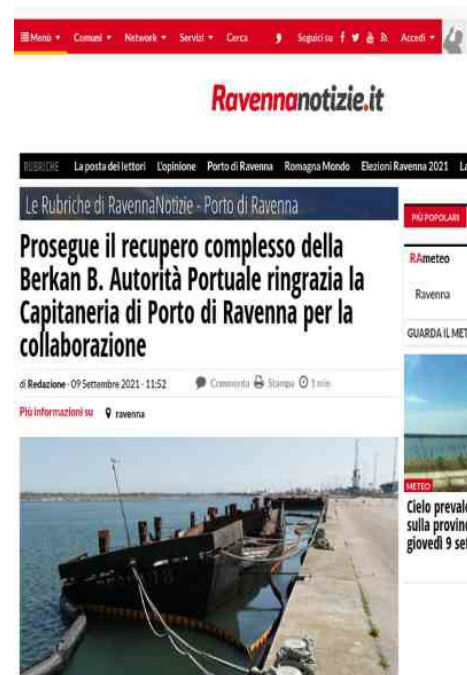 Menù Comuni Network Servizi Cerca Seguici su Accedi
Ravennanotizie.it
RUBRICHE La posta dei lettori L'opinione Porto di Ravenna Romagna Mondo Elezioni Ravenna 2021 La
Le Rubriche di RavennaNotizie - Porto di Ravenna
Prosegue il recupero complesso della
Berkan B. Autorità Portuale ringrazia la
Capitaneria di Porto di Ravenna per la
collaborazione
di Redazione - 09 Settembre 2021 - 11:52 Commenta Stampa 1 min
Più informazioni su ravenna
PIÙ POPOLARI
RAmeteo
Ravenna
GUARDA IL MET
METEO
Cielo prevale
sulla provinc
giovedì 9 set